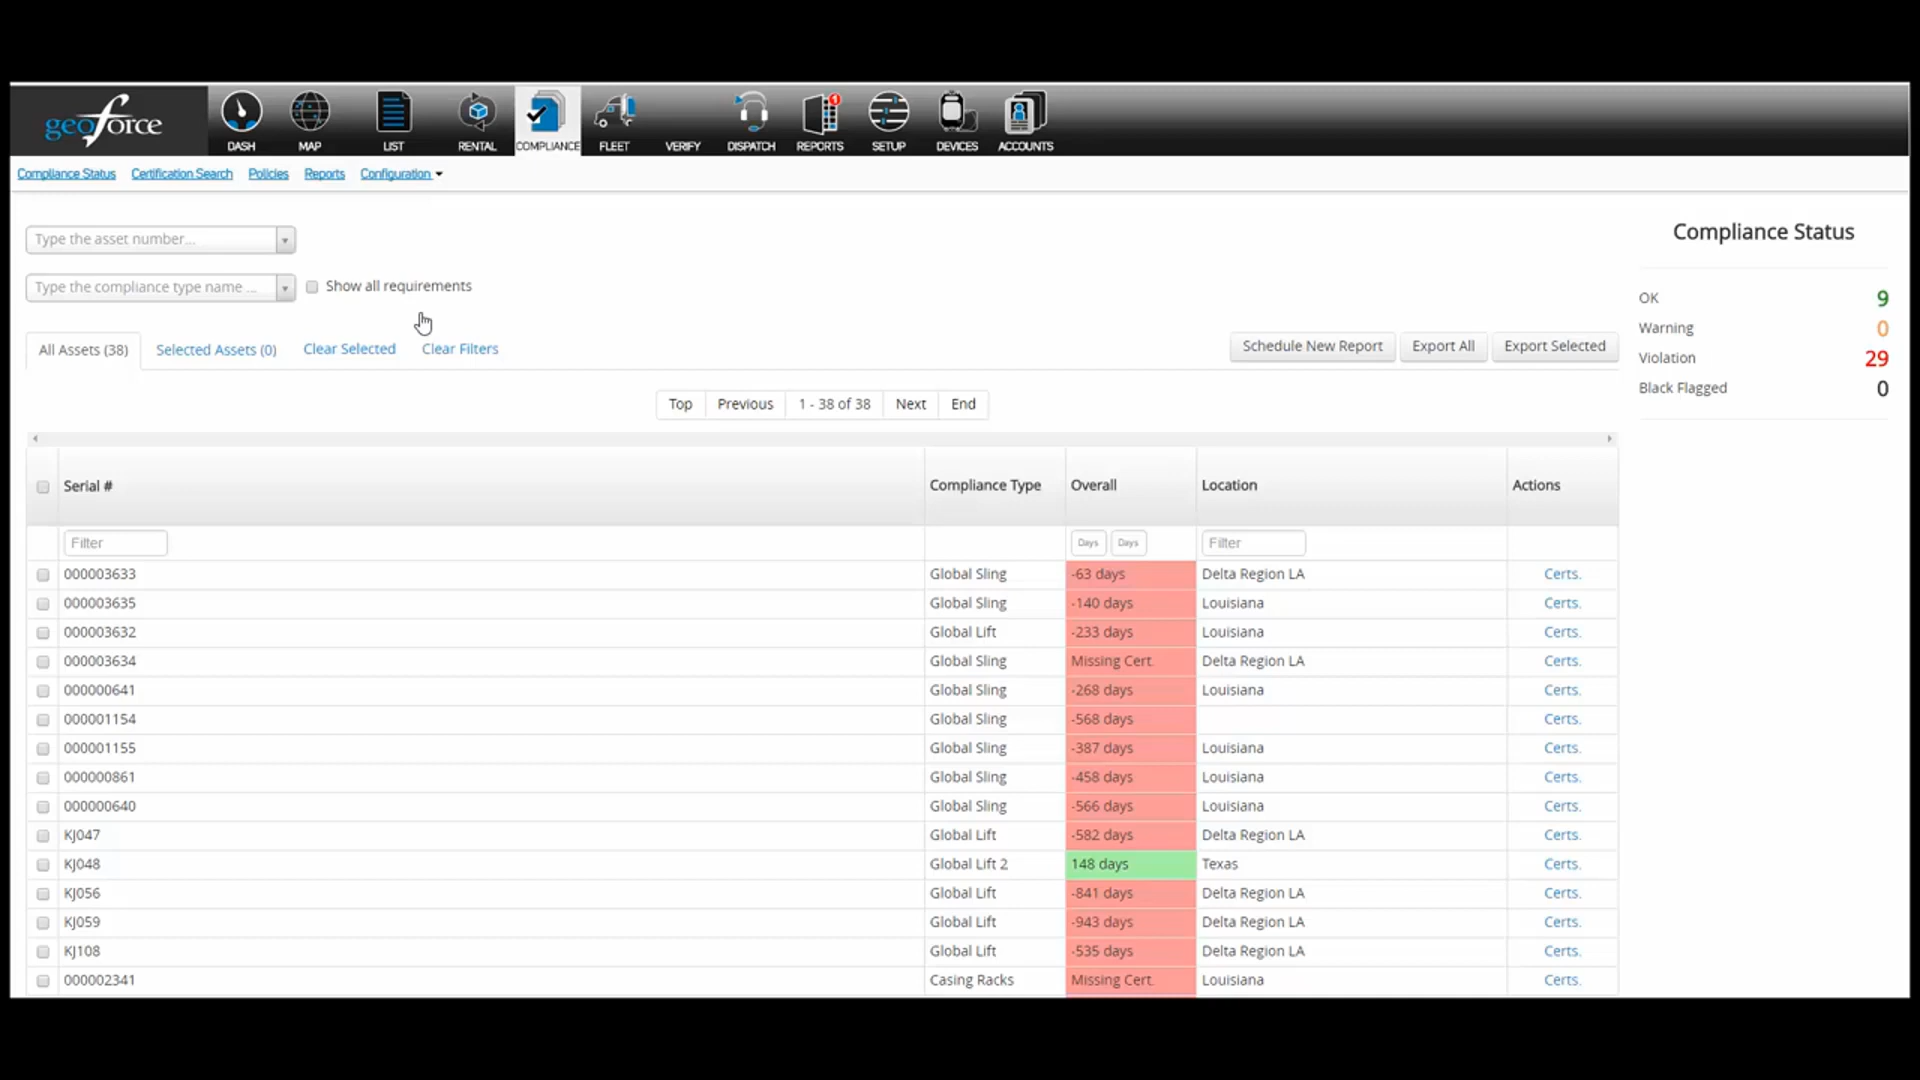 geoforce
DASH MAP LIST RENTAL COMPLIANCE FLEET VERIFY DISPATCH REPORTS 1 SETUP DEVICES ACCOUNTS
Compliance Status Certification Search Policies Reports Configuration
Type the asset number...
Type the compliance type name ... Show all requirements
All Assets (38) Selected Assets (0) Clear Selected Clear Filters Schedule New Report Export All Export Selected
Top Previous 1 - 38 of 38 Next End
Serial # Compliance Type Overall Location Actions
Filter Days Days Filter
000003633 Global Sling -63 days Delta Region LA Certs.
000003635 Global Sling -140 days Louisiana Certs.
000003632 Global Lift -233 days Louisiana Certs.
000003634 Global Sling Missing Cert. Delta Region LA Certs.
000000641 Global Sling -268 days Louisiana Certs.
000001154 Global Sling -568 days Certs.
000001155 Global Sling -387 days Louisiana Certs.
000000861 Global Sling -458 days Louisiana Certs.
000000640 Global Sling -566 days Louisiana Certs.
KJ047 Global Lift -582 days Delta Region LA Certs.
KJ048 Global Lift 2 148 days Texas Certs.
KJ056 Global Lift -841 days Delta Region LA Certs.
KJ059 Global Lift -943 days Delta Region LA Certs.
KJ108 Global Lift -535 days Delta Region LA Certs.
000002341 Casing Racks Missing Cert. Louisiana Certs.
Compliance Status
OK 9
Warning 0
Violation 29
Black Flagged 0